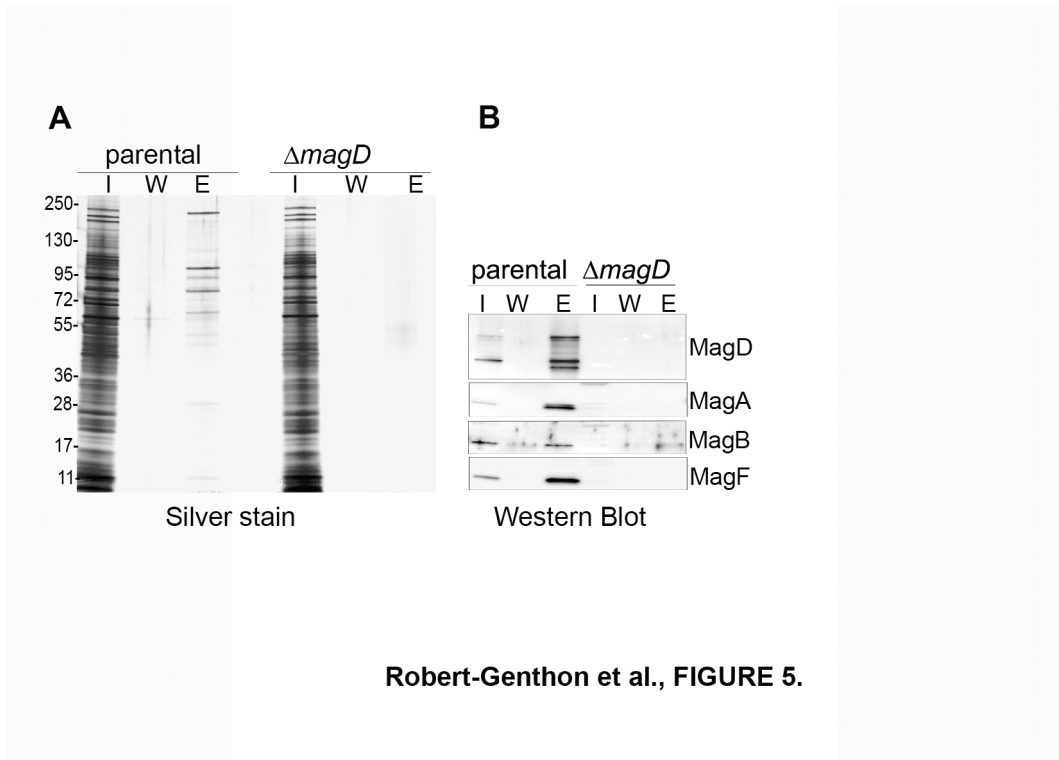 A
parental ΔmagD
I W E I W E
250-
130-
95-
72-
55-
36-
28-
17-
11-
Silver stain
B
parental ΔmagD
I W E I W E
MagD
MagA
MagB
MagF
Western Blot
Robert-Genthon et al., FIGURE 5.